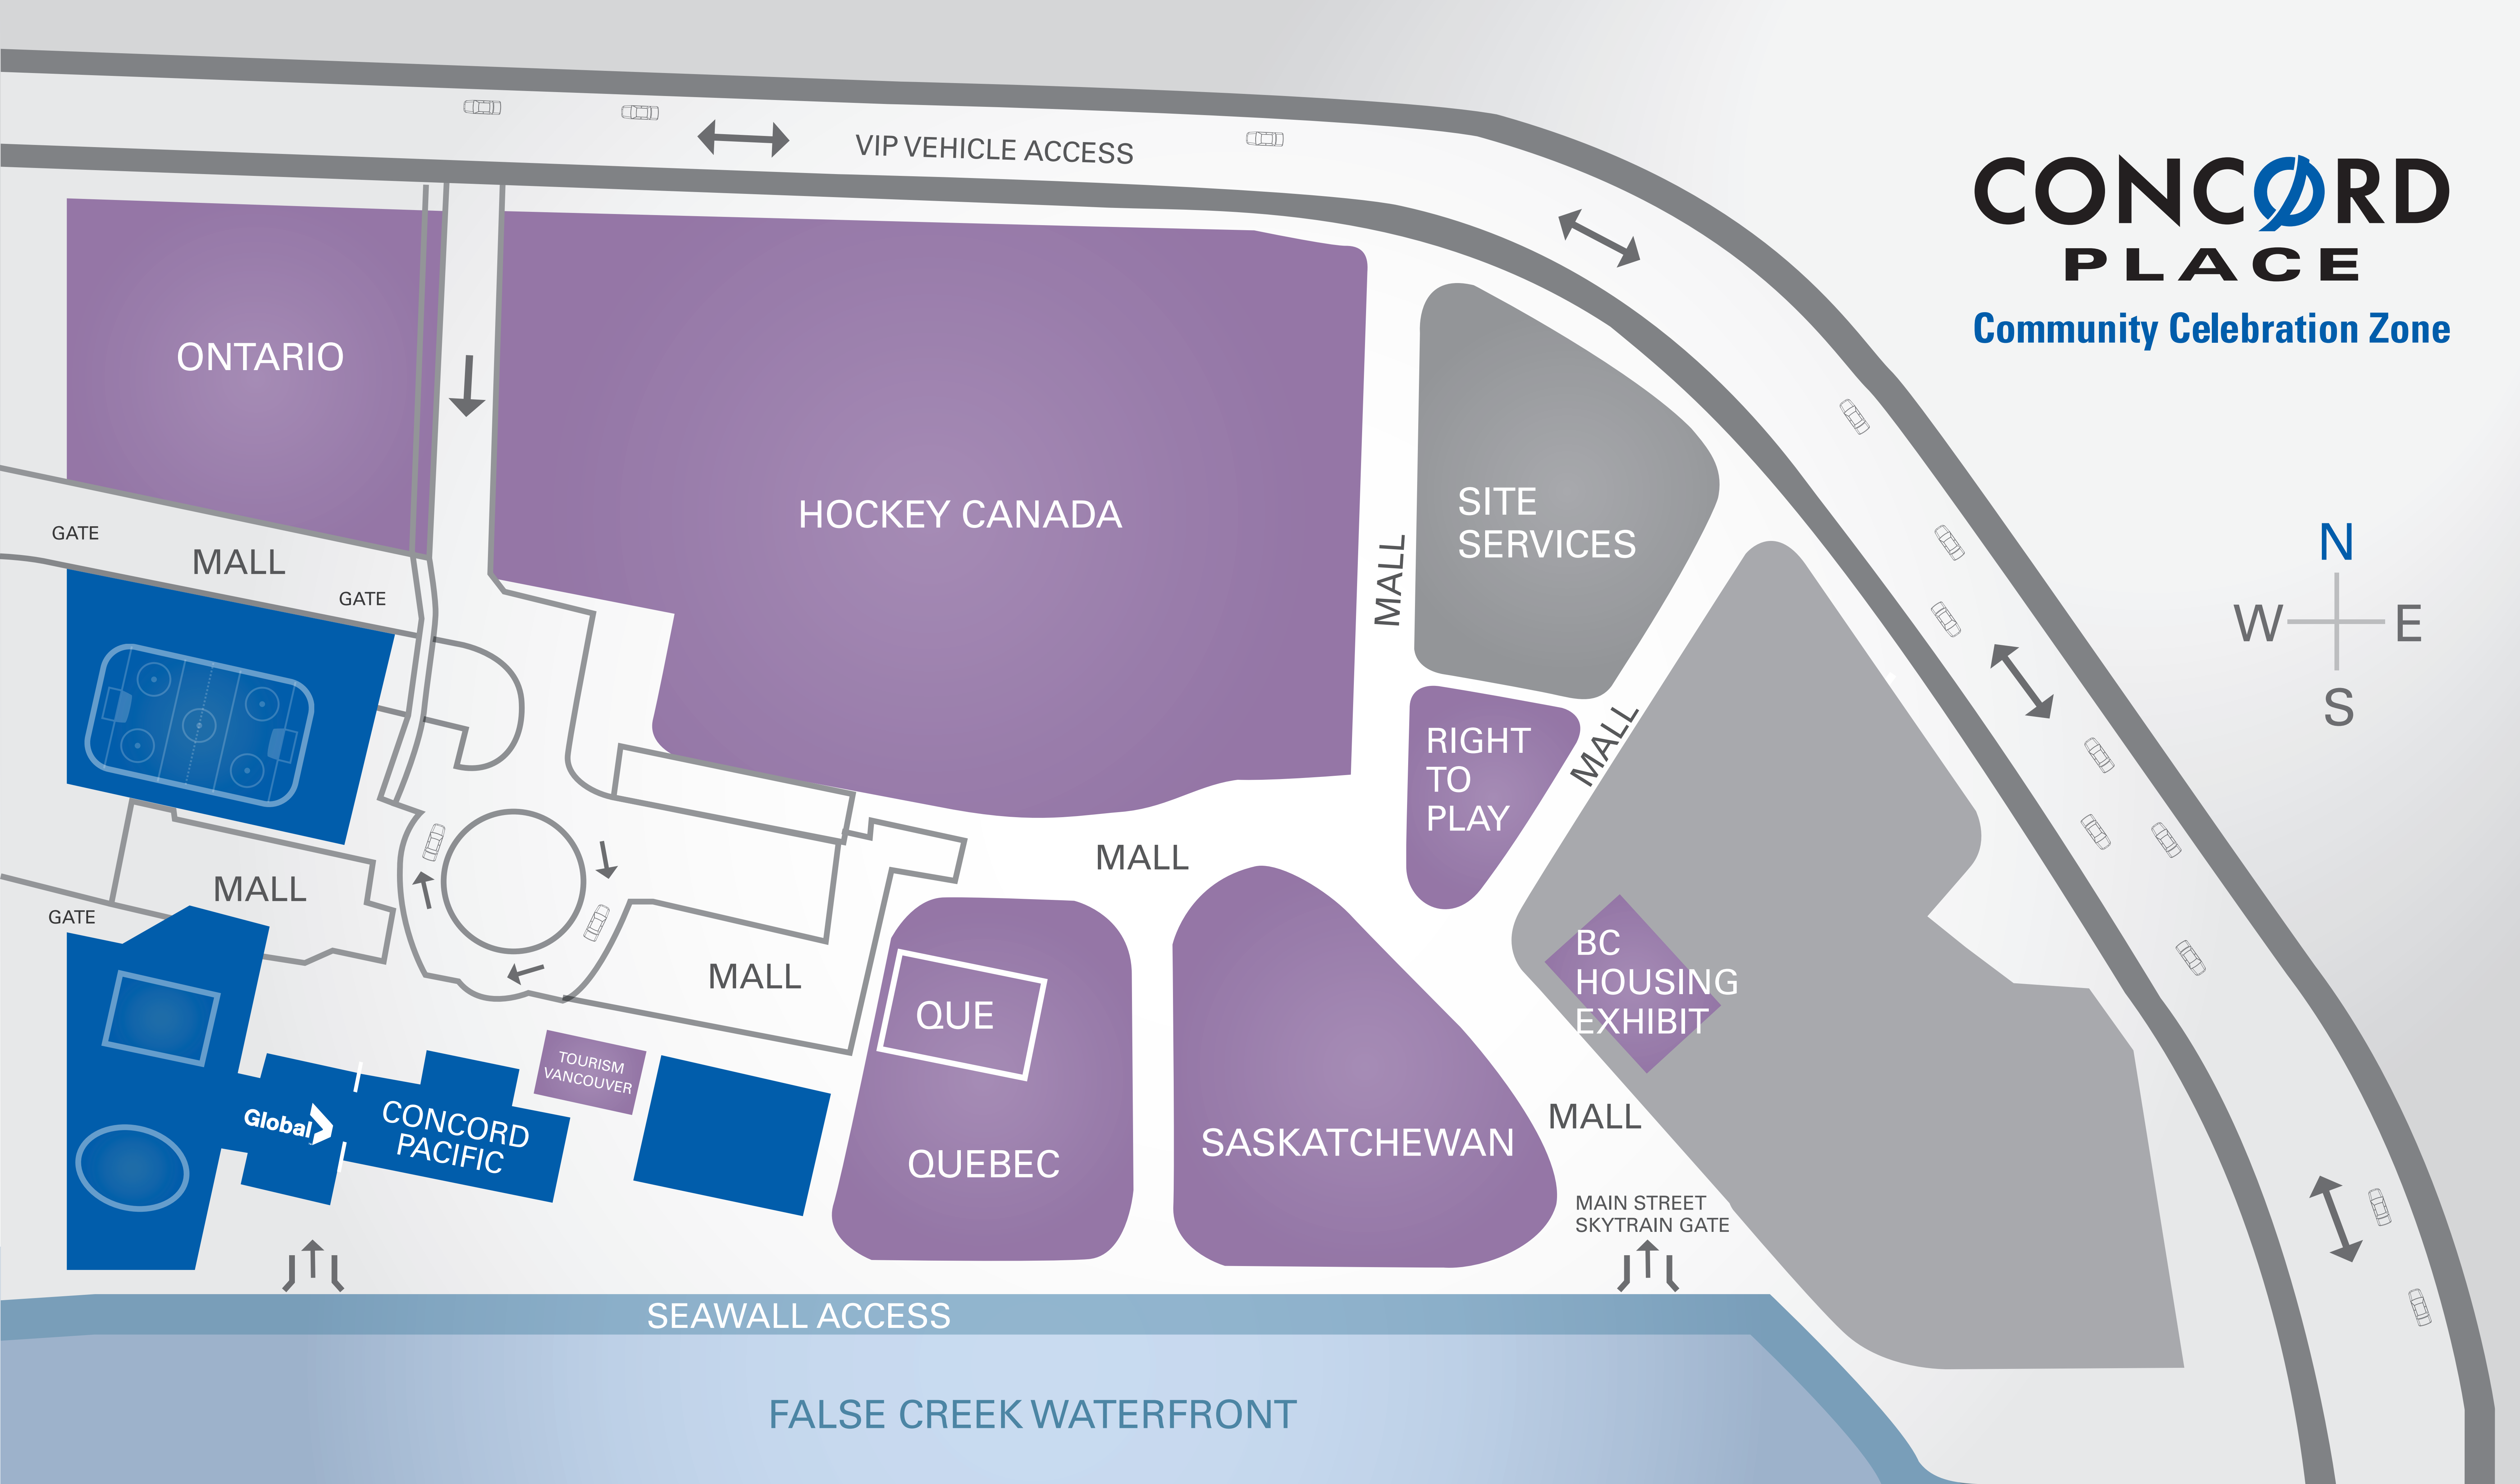 VIP VEHICLE ACCESS
CONCORD
PLACE
Community Celebration Zone
ONTARIO
HOCKEY CANADA
SITE
SERVICES
N
W
E
S
GATE
MALL
GATE
MALL
RIGHT
TO
PLAY
MALL
MALL
MALL
GATE
MALL
QUE
QUEBEC
SASKATCHEWAN
BC
HOUSING
EXHIBIT
TOURISM
VANCOUVER
Global
CONCORD
PACIFIC
MALL
MAIN STREET
SKYTRAIN GATE
SEAWALL ACCESS
FALSE CREEK WATERFRONT